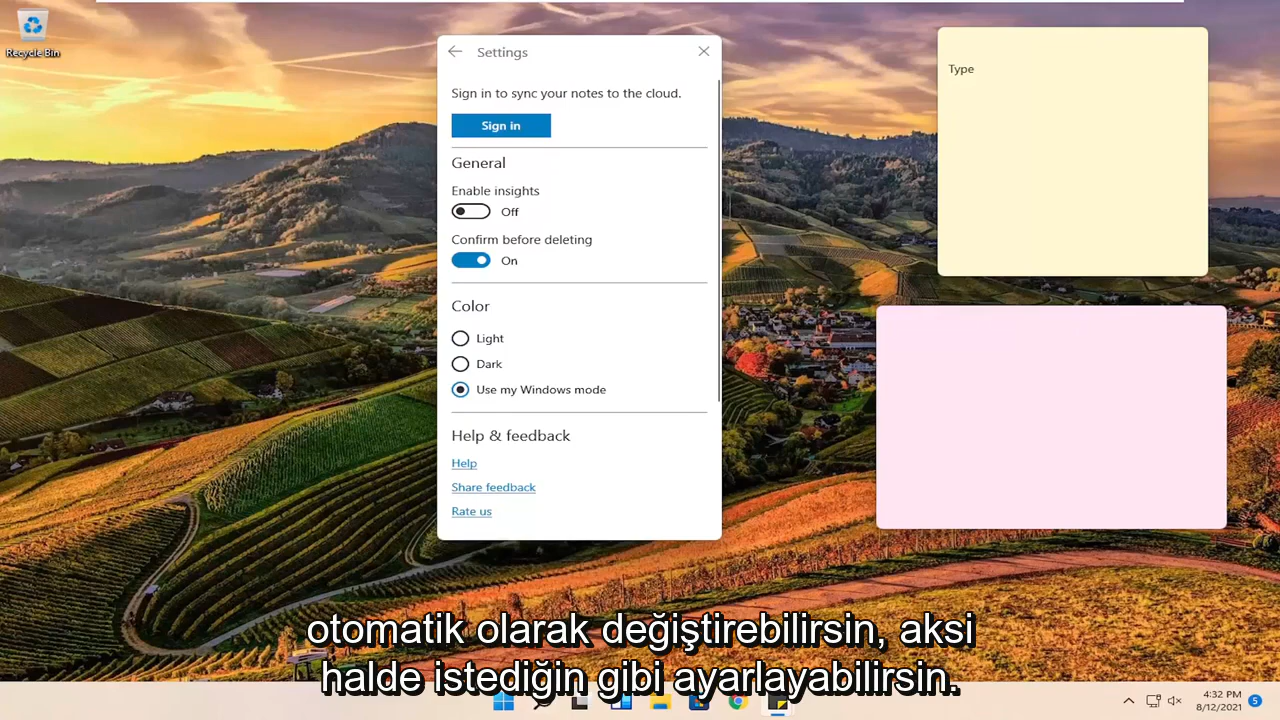 Recycle Bin
Settings
Sign in to sync your notes to the cloud.
Sign in
General
Enable insights
Off
Confirm before deleting
On
Color
Light
Dark
Use my Windows mode
Help & feedback
Help
Share feedback
Rate us
Type
otomatik olarak değiştirebilirsin, aksi
halde istediğin gibi ayarlayabilirsin.
4:32 PM
8/12/2021
5